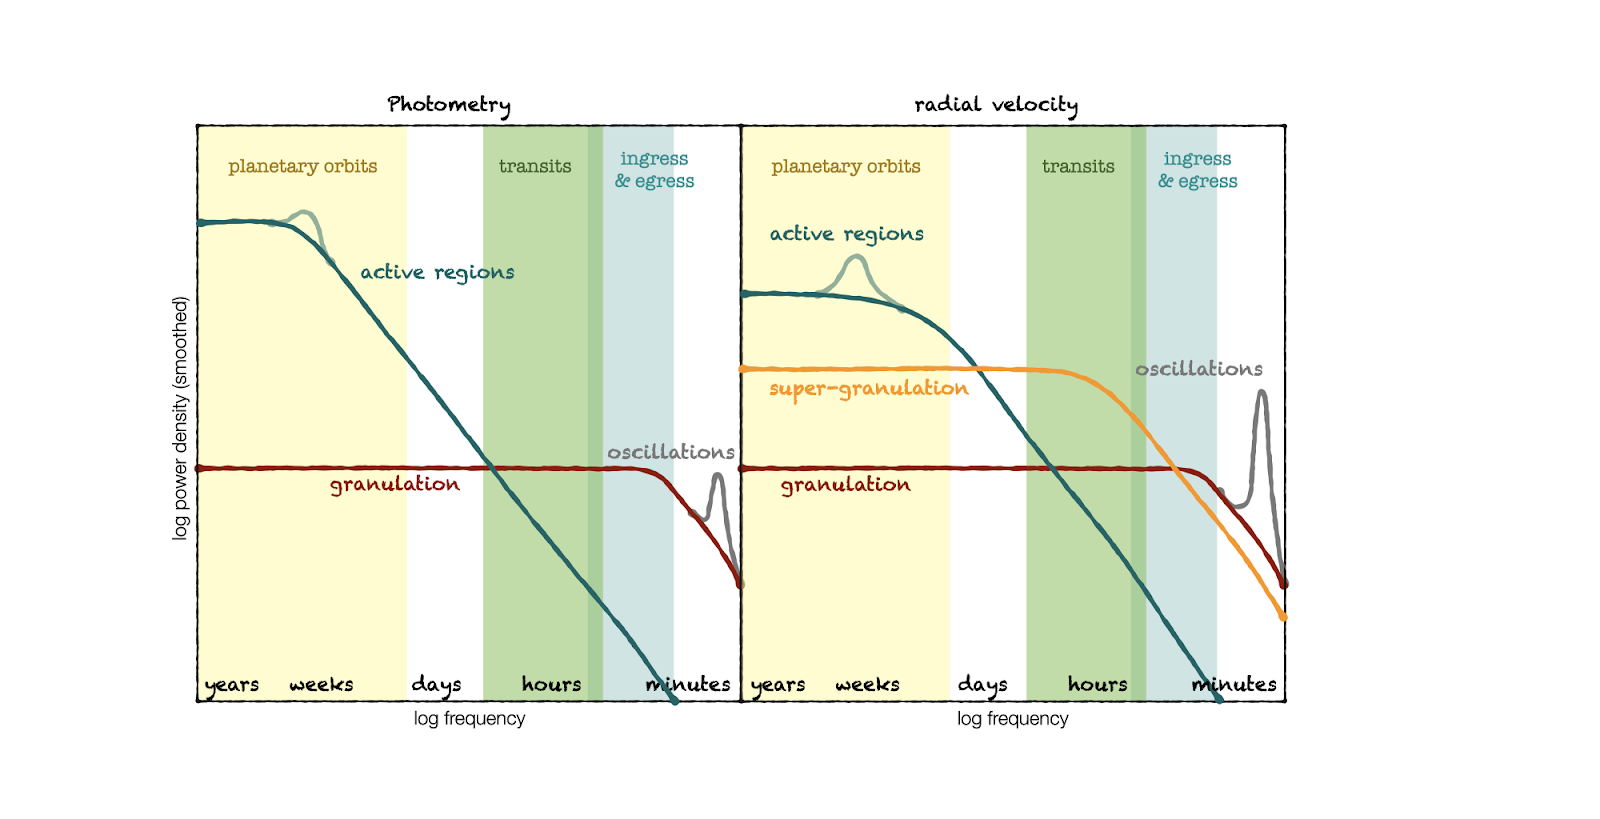 Photometry
radial velocity
planetary orbits
transits
ingress
& egress
planetary orbits
transits
ingress
& egress
active regions
active regions
oscillations
super-granulation
oscillations
granulation
granulation
log power density (smoothed)
years weeks days hours minutes
years weeks days hours minutes
log frequency
log frequency